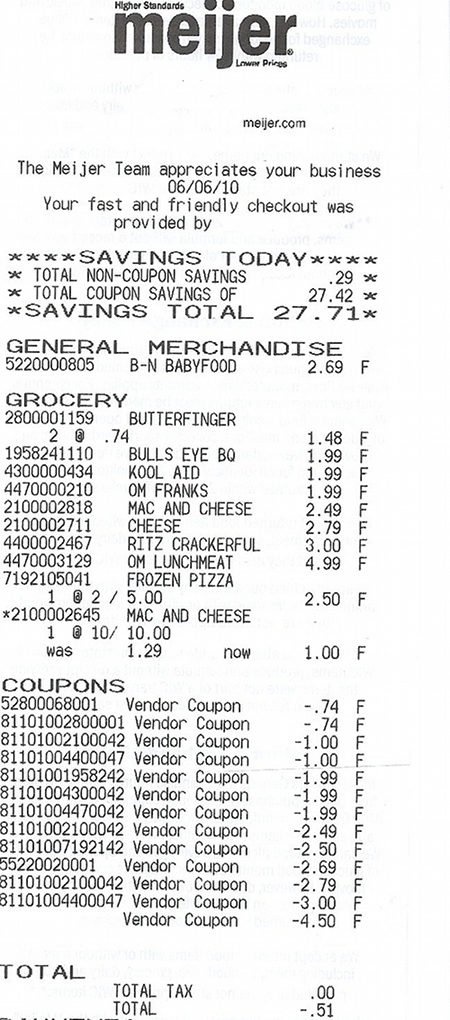 Higher Standards
meijer
Lower Prices
meijer.com
The Meijer Team appreciates your business
06/06/10
Your fast and friendly checkout was
provided by
****SAVINGS TODAY****
* TOTAL NON-COUPON SAVINGS .29 *
* TOTAL COUPON SAVINGS OF 27.42 *
*SAVINGS TOTAL 27.71*
GENERAL MERCHANDISE
5220000805 B-N BABYFOOD 2.69 F
GROCERY
2800001159 BUTTERFINGER
2 @ .74 1.48 F
1958241110 BULLS EYE BQ 1.99 F
4300000434 KOOL AID 1.99 F
4470000210 OM FRANKS 1.99 F
2100002818 MAC AND CHEESE 2.49 F
2100002711 CHEESE 2.79 F
4400002467 RITZ CRACKERFUL 3.00 F
4470003129 OM LUNCHMEAT 4.99 F
7192105041 FROZEN PIZZA
1 @ 2 / 5.00 2.50 F
*2100002645 MAC AND CHEESE
1 @ 10/ 10.00
was 1.29 now 1.00 F
COUPONS
52800068001 Vendor Coupon -.74 F
81101002800001 Vendor Coupon -.74 F
81101002100042 Vendor Coupon -1.00 F
81101004400047 Vendor Coupon -1.00 F
81101001958242 Vendor Coupon -1.99 F
81101004300042 Vendor Coupon -1.99 F
81101004470042 Vendor Coupon -1.99 F
81101002100042 Vendor Coupon -2.49 F
81101007192142 Vendor Coupon -2.50 F
55220020001 Vendor Coupon -2.69 F
81101002100042 Vendor Coupon -2.79 F
81101004400047 Vendor Coupon -3.00 F
Vendor Coupon -4.50 F
TOTAL
TOTAL TAX .00
TOTAL -.51